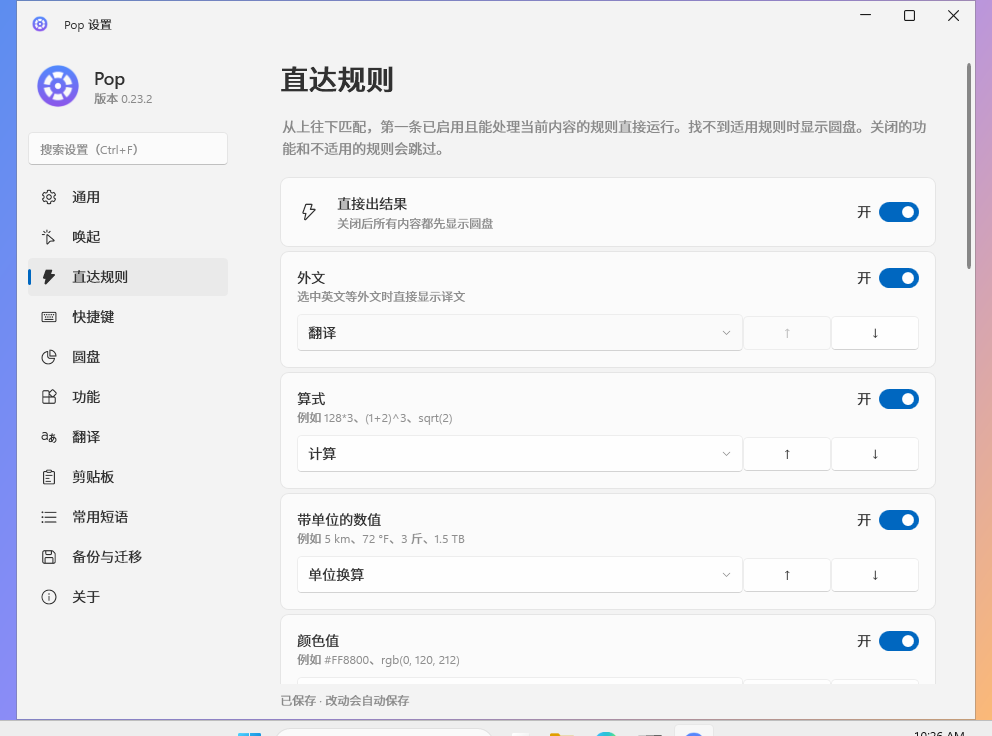 Pop 设置
Pop
版本 0.23.2
搜索设置（Ctrl+F）
通用
唤起
直达规则
快捷键
圆盘
功能
翻译
剪贴板
常用短语
备份与迁移
关于
直达规则
从上往下匹配，第一条已启用且能处理当前内容的规则直接运行。找不到适用规则时显示圆盘。关闭的功
能和不适用的规则会跳过。
直接出结果
关闭后所有内容都先显示圆盘
开
外文
选中英文等外文时直接显示译文
开
翻译
↑
↓
算式
例如 128*3、(1+2)^3、sqrt(2)
开
计算
↑
↓
带单位的数值
例如 5 km、72 °F、3 斤、1.5 TB
开
单位换算
↑
↓
颜色值
例如 #FF8800、rgb(0, 120, 212)
开
已保存 · 改动会自动保存
10:26 AM